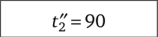 t₂″ = 90